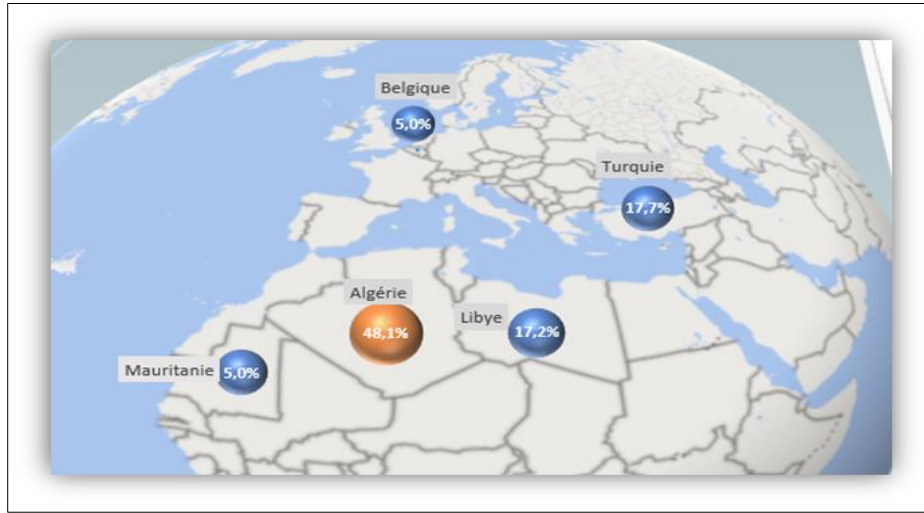 Belgique
5,0%
Turquie
17,7%
Algérie
48,1%
Libye
17,2%
Mauritanie
5,0%